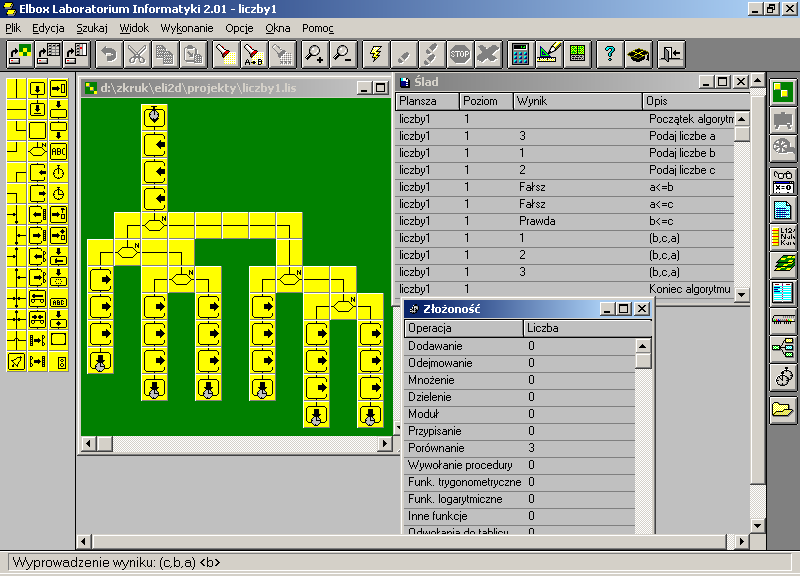 Elbox Laboratorium Informatyki 2.01 - liczby1
Plik Edycja Szukaj Widok Wykonanie Opcje Okna Pomoc
A→B STOP ?
d:\zkruk\eli2d\projekty\liczby1.lis
ABC
ABC
N
N
N
N
N
Ślad
Plansza Poziom Wynik Opis
liczby1 1 Początek algorytm
liczby1 1 3 Podaj liczbe a
liczby1 1 1 Podaj liczbe b
liczby1 1 2 Podaj liczbe c
liczby1 1 Fałsz a<=b
liczby1 1 Fałsz a<=c
liczby1 1 Prawda b<=c
liczby1 1 1 (b,c,a)
liczby1 1 2 (b,c,a)
liczby1 1 3 (b,c,a)
liczby1 1 Koniec algorytmu
Złożoność
Operacja Liczba
Dodawanie 0
Odejmowanie 0
Mnożenie 0
Dzielenie 0
Moduł 0
Przypisanie 0
Porównanie 3
Wywołanie procedury 0
Funk. trygonometryczne 0
Funk. logarytmiczne 0
Inne funkcje 0
Odwołania do tablicy 0
x=0
Wyprowadzenie wyniku: (c,b,a) <b>